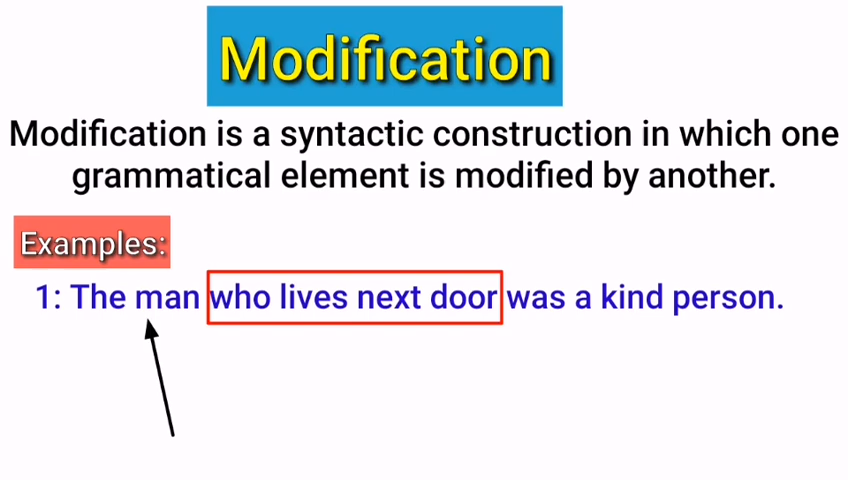 Modification
Modification is a syntactic construction in which one
grammatical element is modified by another.
Examples:
1: The man who lives next door was a kind person.